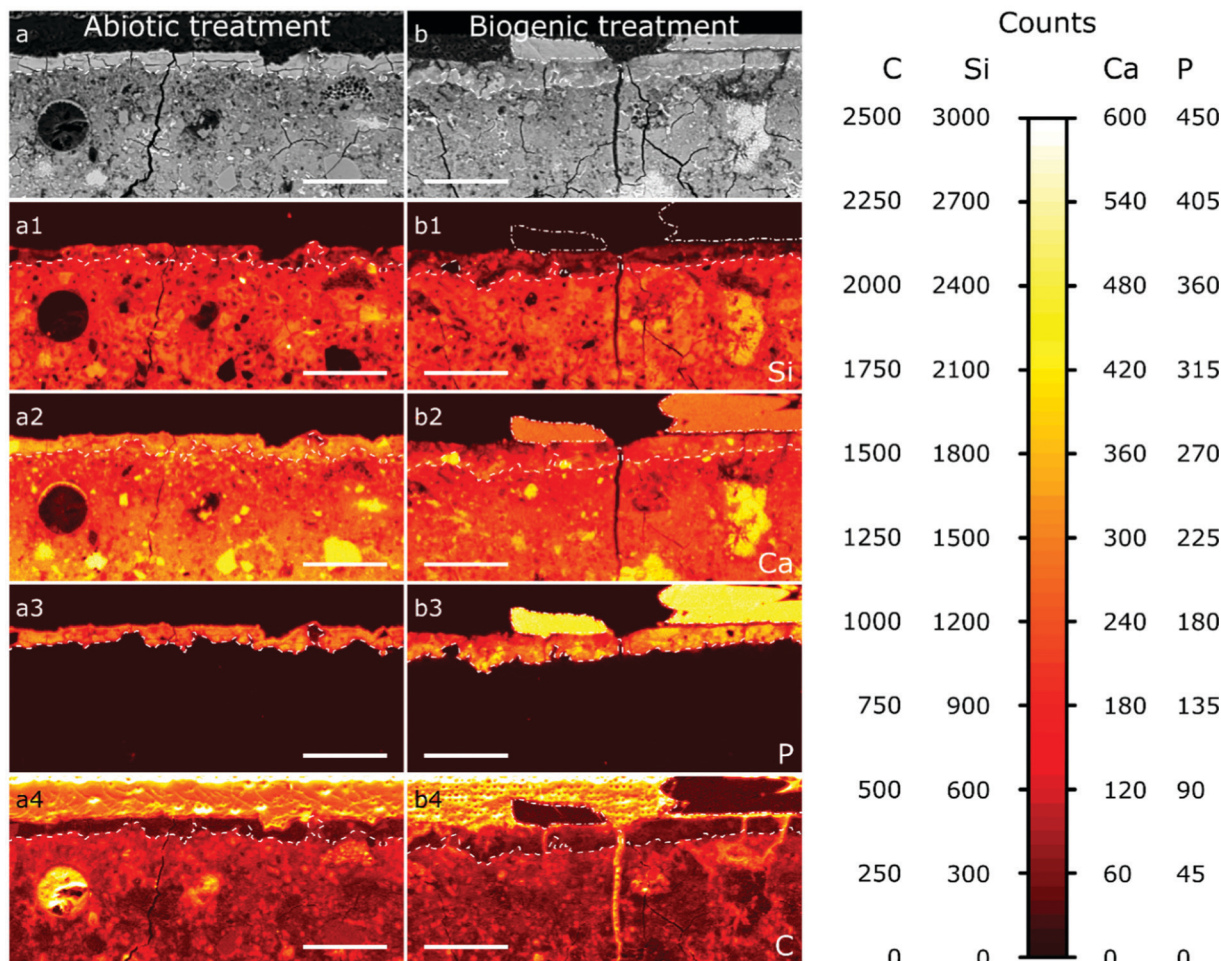 a Abiotic treatment
b Biogenic treatment
a1
b1
Si
a2
b2
Ca
a3
b3
P
a4
b4
C
Counts
C Si Ca P
2500 3000 600 450
2250 2700 540 405
2000 2400 480 360
1750 2100 420 315
1500 1800 360 270
1250 1500 300 225
1000 1200 240 180
750 900 180 135
500 600 120 90
250 300 60 45
0 0 0 0